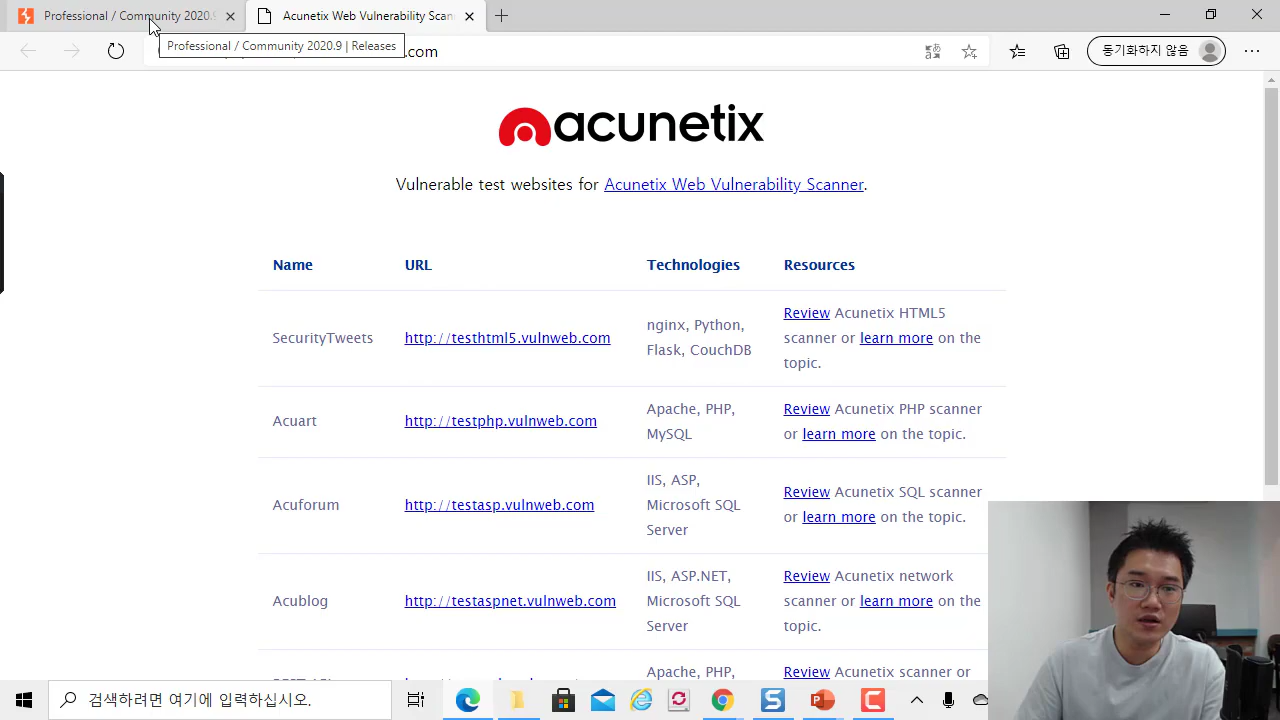 Professional / Community 2020.9
Acunetix Web Vulnerability Scan
Professional / Community 2020.9 | Releases
.com
동기화하지 않음
acunetix
Vulnerable test websites for Acunetix Web Vulnerability Scanner.
Name URL Technologies Resources
SecurityTweets http://testhtml5.vulnweb.com nginx, Python, Flask, CouchDB Review Acunetix HTML5
scanner or learn more on the
topic.
Acuart http://testphp.vulnweb.com Apache, PHP, MySQL Review Acunetix PHP scanner
or learn more on the topic.
Acuforum http://testasp.vulnweb.com IIS, ASP, Microsoft SQL Server Review Acunetix SQL scanner
or learn more on the topic.
Acublog http://testaspnet.vulnweb.com IIS, ASP.NET, Microsoft SQL Server Review Acunetix network
scanner or learn more on the
topic.
Apache, PHP, Review Acunetix scanner or
검색하려면 여기에 입력하십시오.